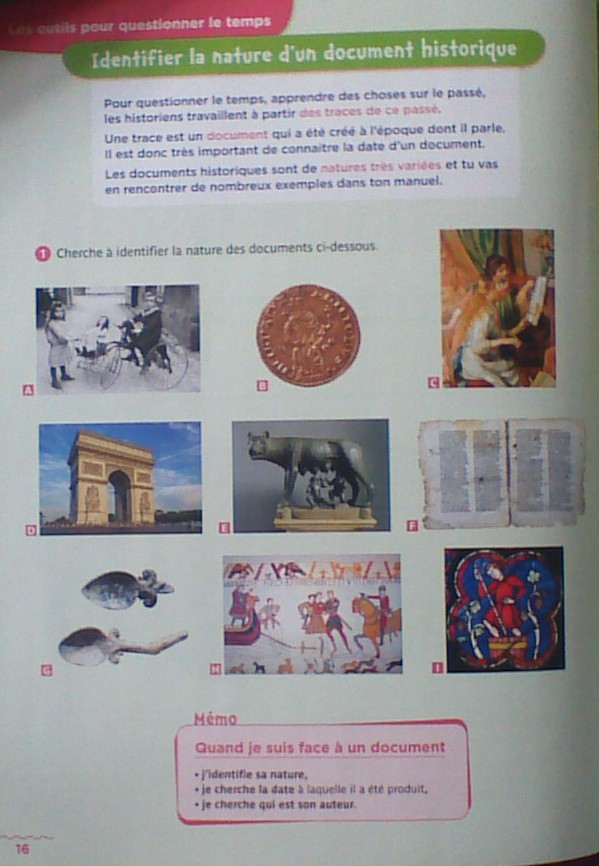 Les outils pour questionner le temps
Identifier la nature d'un document historique
Pour questionner le temps, apprendre des choses sur le passé,
les historiens travaillent à partir des traces de ce passé.
Une trace est un document qui a été créé à l'époque dont il parle.
Il est donc très important de connaitre la date d'un document.
Les documents historiques sont de natures très variées et tu vas
en rencontrer de nombreux exemples dans ton manuel.
1 Cherche à identifier la nature des documents ci-dessous.
A
B
C
D
E
F
G
H
I
Mémo
Quand je suis face à un document
• j'identifie sa nature,
• je cherche la date à laquelle il a été produit,
• je cherche qui est son auteur.
16